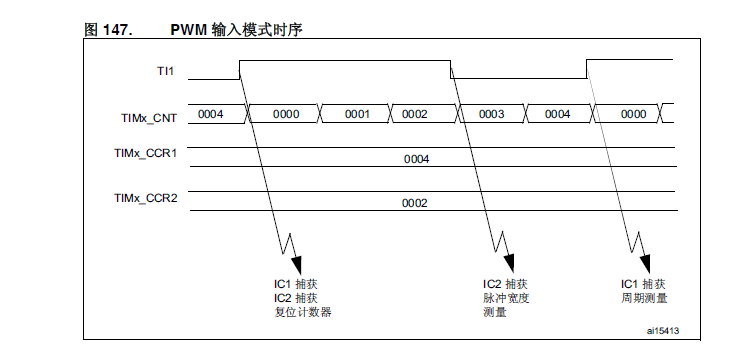 图 147. PWM 输入模式时序
TI1
TIMx_CNT 0004 0000 0001 0002 0003 0004 0000
TIMx_CCR1 0004
TIMx_CCR2 0002
IC1 捕获 IC2 捕获 IC1 捕获
IC2 捕获 脉冲宽度 周期测量
复位计数器 测量
ai15413